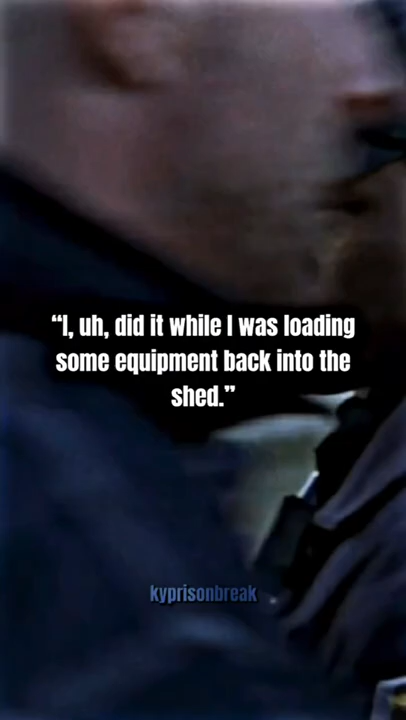 “I, uh, did it while I was loading
some equipment back into the
shed.”
kyprisonbreak